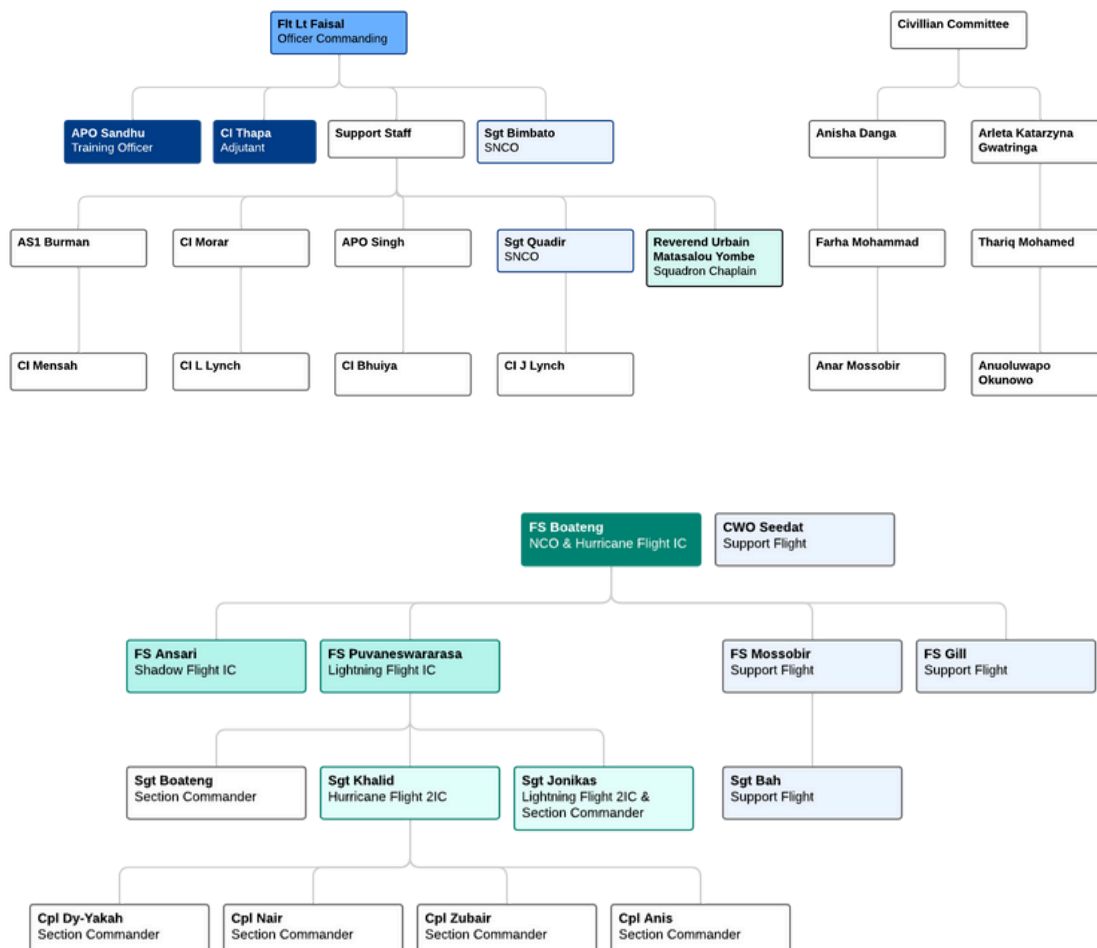 Flt Lt Faisal
Officer Commanding
Civillian Committee
APO Sandhu
Training Officer
CI Thapa
Adjutant
Support Staff
Sgt Bimbato
SNCO
Anisha Danga
Arleta Katarzyna
Gwatringa
AS1 Burman
CI Morar
APO Singh
Sgt Quadir
SNCO
Reverend Urbain
Matasalou Yombe
Squadron Chaplain
Farha Mohammad
Thariq Mohamed
CI Mensah
CI L Lynch
CI Bhuiya
CI J Lynch
Anar Mossobir
Anuoluwapo
Okunowo
FS Boateng
NCO & Hurricane Flight IC
CWO Seedat
Support Flight
FS Ansari
Shadow Flight IC
FS Puvaneswararasa
Lightning Flight IC
FS Mossobir
Support Flight
FS Gill
Support Flight
Sgt Boateng
Section Commander
Sgt Khalid
Hurricane Flight 2IC
Sgt Jonikas
Lightning Flight 2IC &
Section Commander
Sgt Bah
Support Flight
Cpl Dy-Yakah
Section Commander
Cpl Nair
Section Commander
Cpl Zubair
Section Commander
Cpl Anis
Section Commander